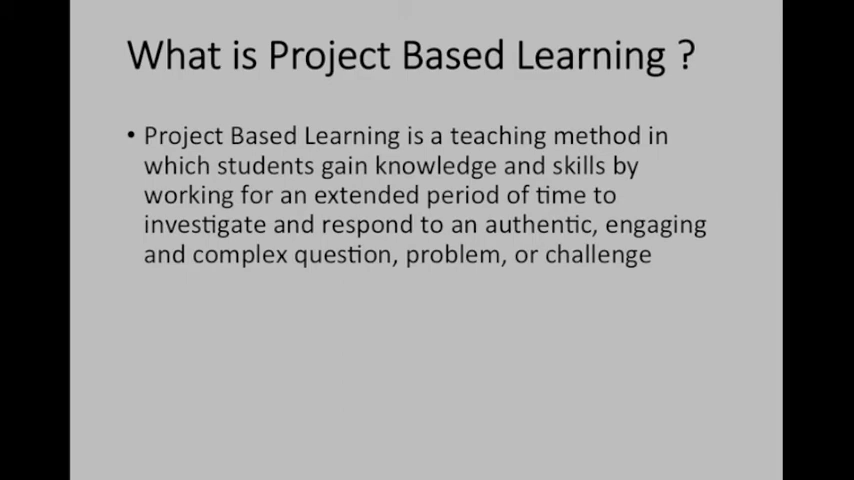 What is Project Based Learning ?
• Project Based Learning is a teaching method in
which students gain knowledge and skills by
working for an extended period of time to
investigate and respond to an authentic, engaging
and complex question, problem, or challenge